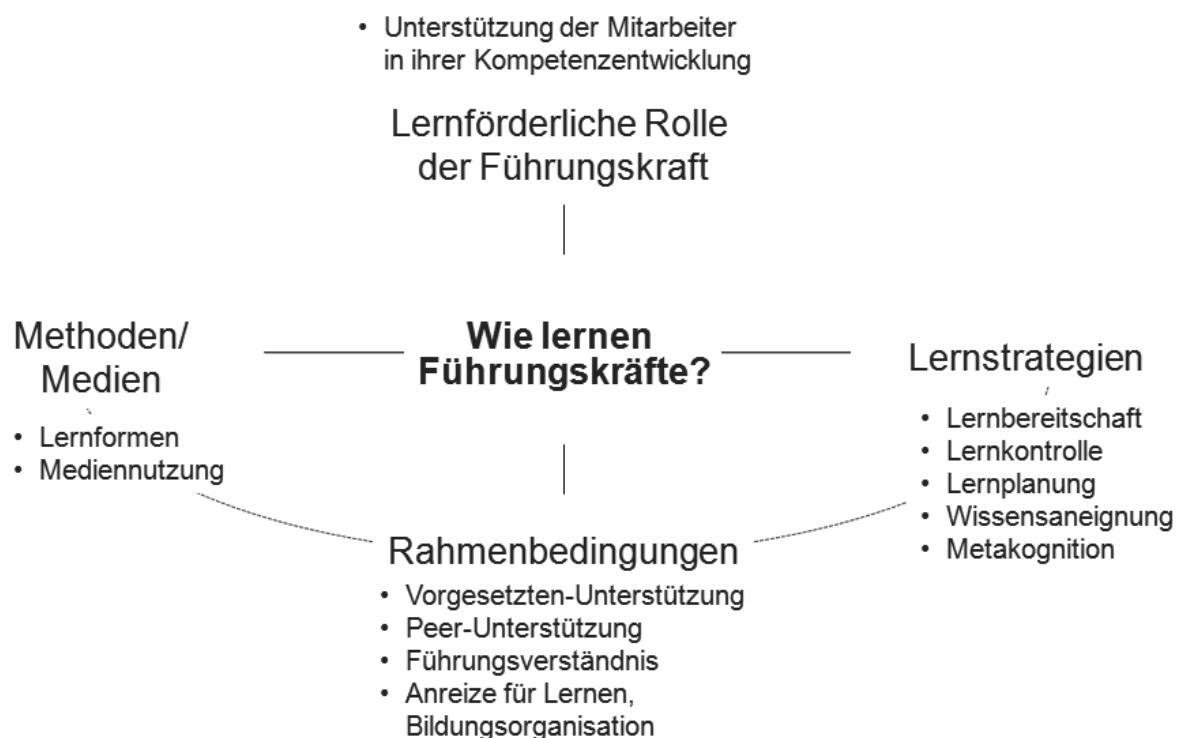 • Unterstützung der Mitarbeiter
in ihrer Kompetenzentwicklung
Lernförderliche Rolle
der Führungskraft
Methoden/
Medien
• Lernformen
• Mediennutzung
Wie lernen
Führungskräfte?
Lernstrategien
• Lernbereitschaft
• Lernkontrolle
• Lernplanung
• Wissensaneignung
• Metakognition
Rahmenbedingungen
• Vorgesetzten-Unterstützung
• Peer-Unterstützung
• Führungsverständnis
• Anreize für Lernen,
Bildungsorganisation